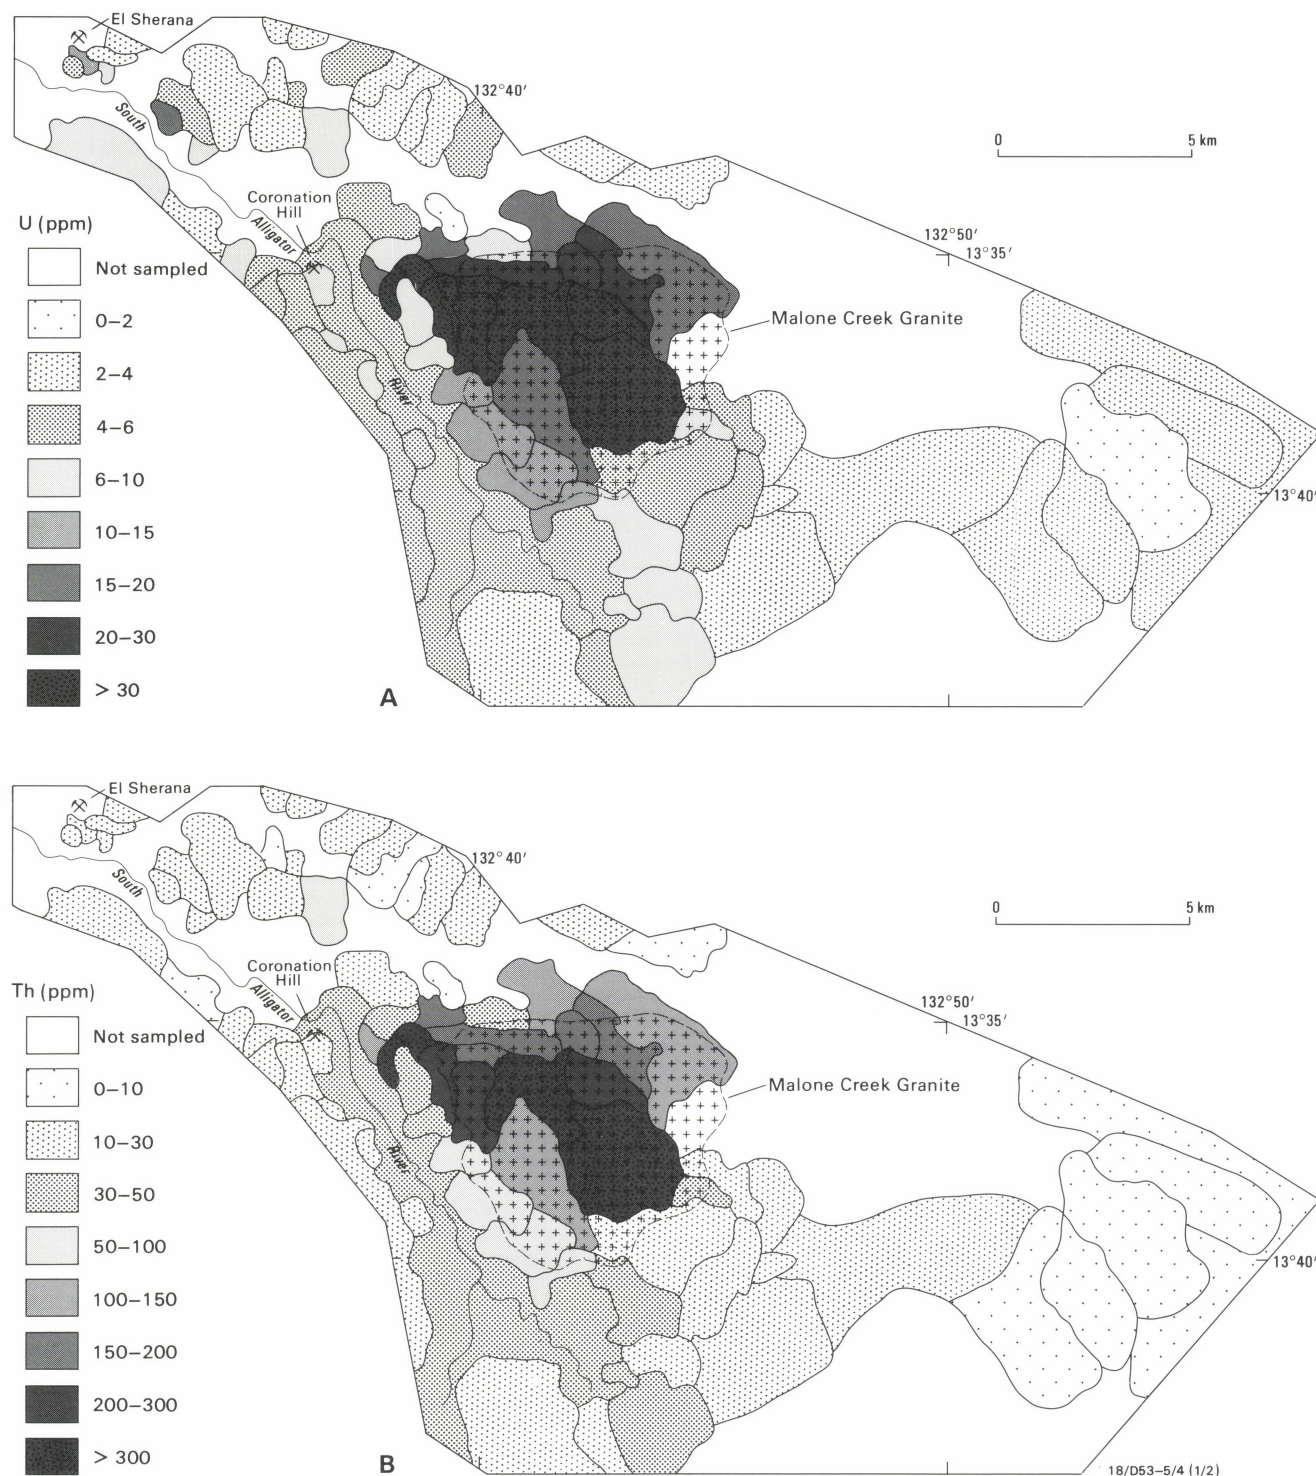 El Sherana
132°40′
South
0 5 km
Coronation
Hill
Alligator
132°50′
13°35′
U (ppm)
Not sampled
0–2
2–4
4–6
6–10
10–15
15–20
20–30
> 30
Malone Creek Granite
River
13°40′
A
El Sherana
132°40′
South
0 5 km
Coronation
Hill
Alligator
132°50′
13°35′
Th (ppm)
Not sampled
0–10
10–30
30–50
50–100
100–150
150–200
200–300
> 300
Malone Creek Granite
River
13°40′
B
18/D53–5/4 (1/2)